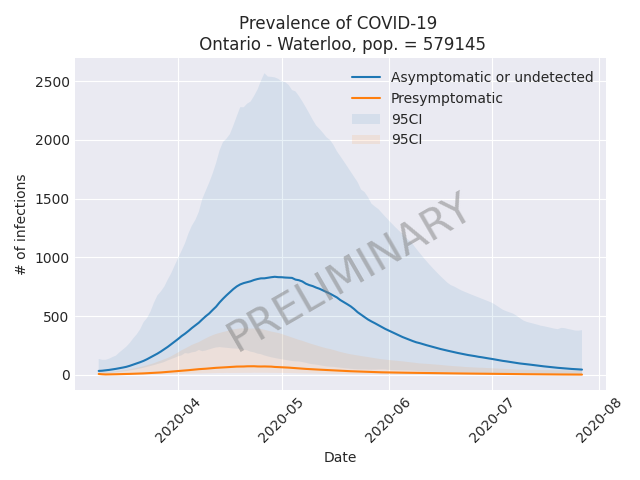 Prevalence of COVID-19
Ontario - Waterloo, pop. = 579145
Asymptomatic or undetected
Presymptomatic
95CI
95CI
2500
2000
1500
1000
500
0
# of infections
PRELIMINARY
2020-04
2020-05
2020-06
2020-07
2020-08
Date